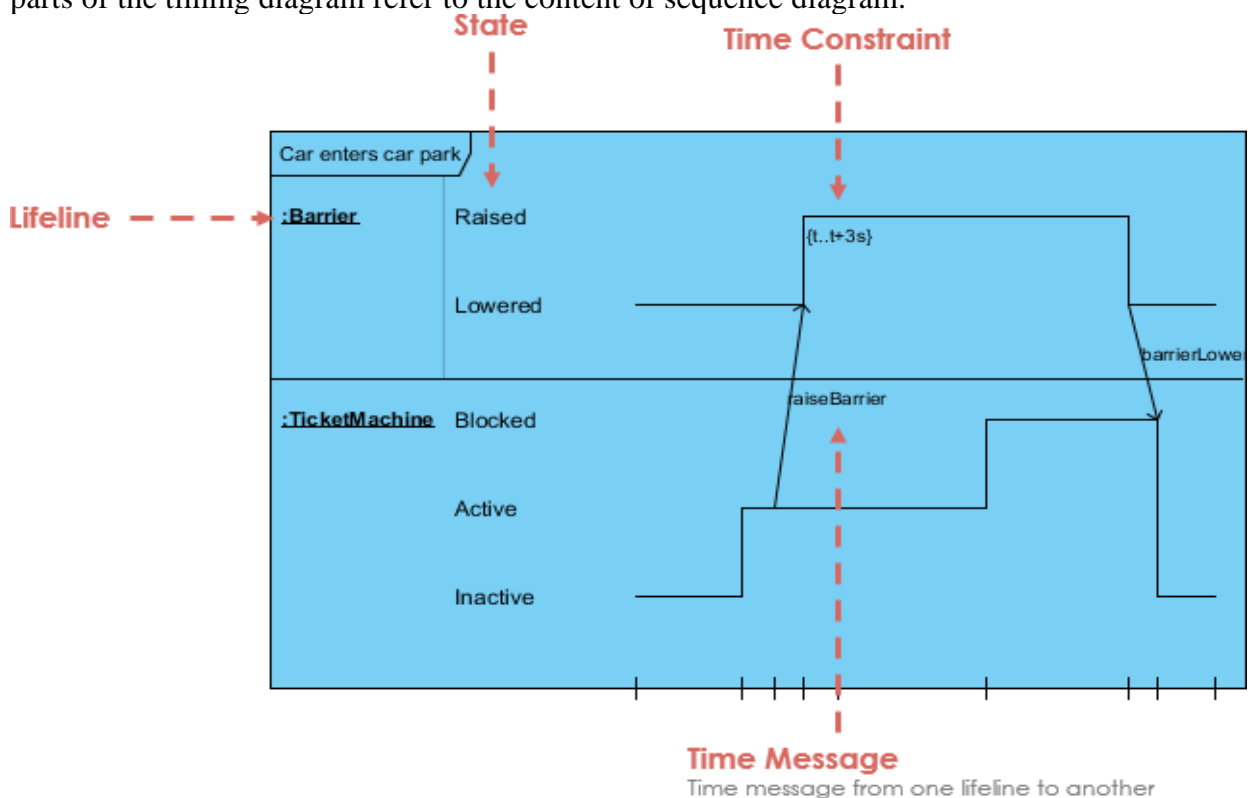 parts of the timing diagram refer to the content of sequence diagram.
State
Time Constraint
Car enters car park
Lifeline
:Barrier
Raised
{t..t+3s}
Lowered
barrierLowe
raiseBarrier
:TicketMachine
Blocked
Active
Inactive
Time Message
Time message from one lifeline to another